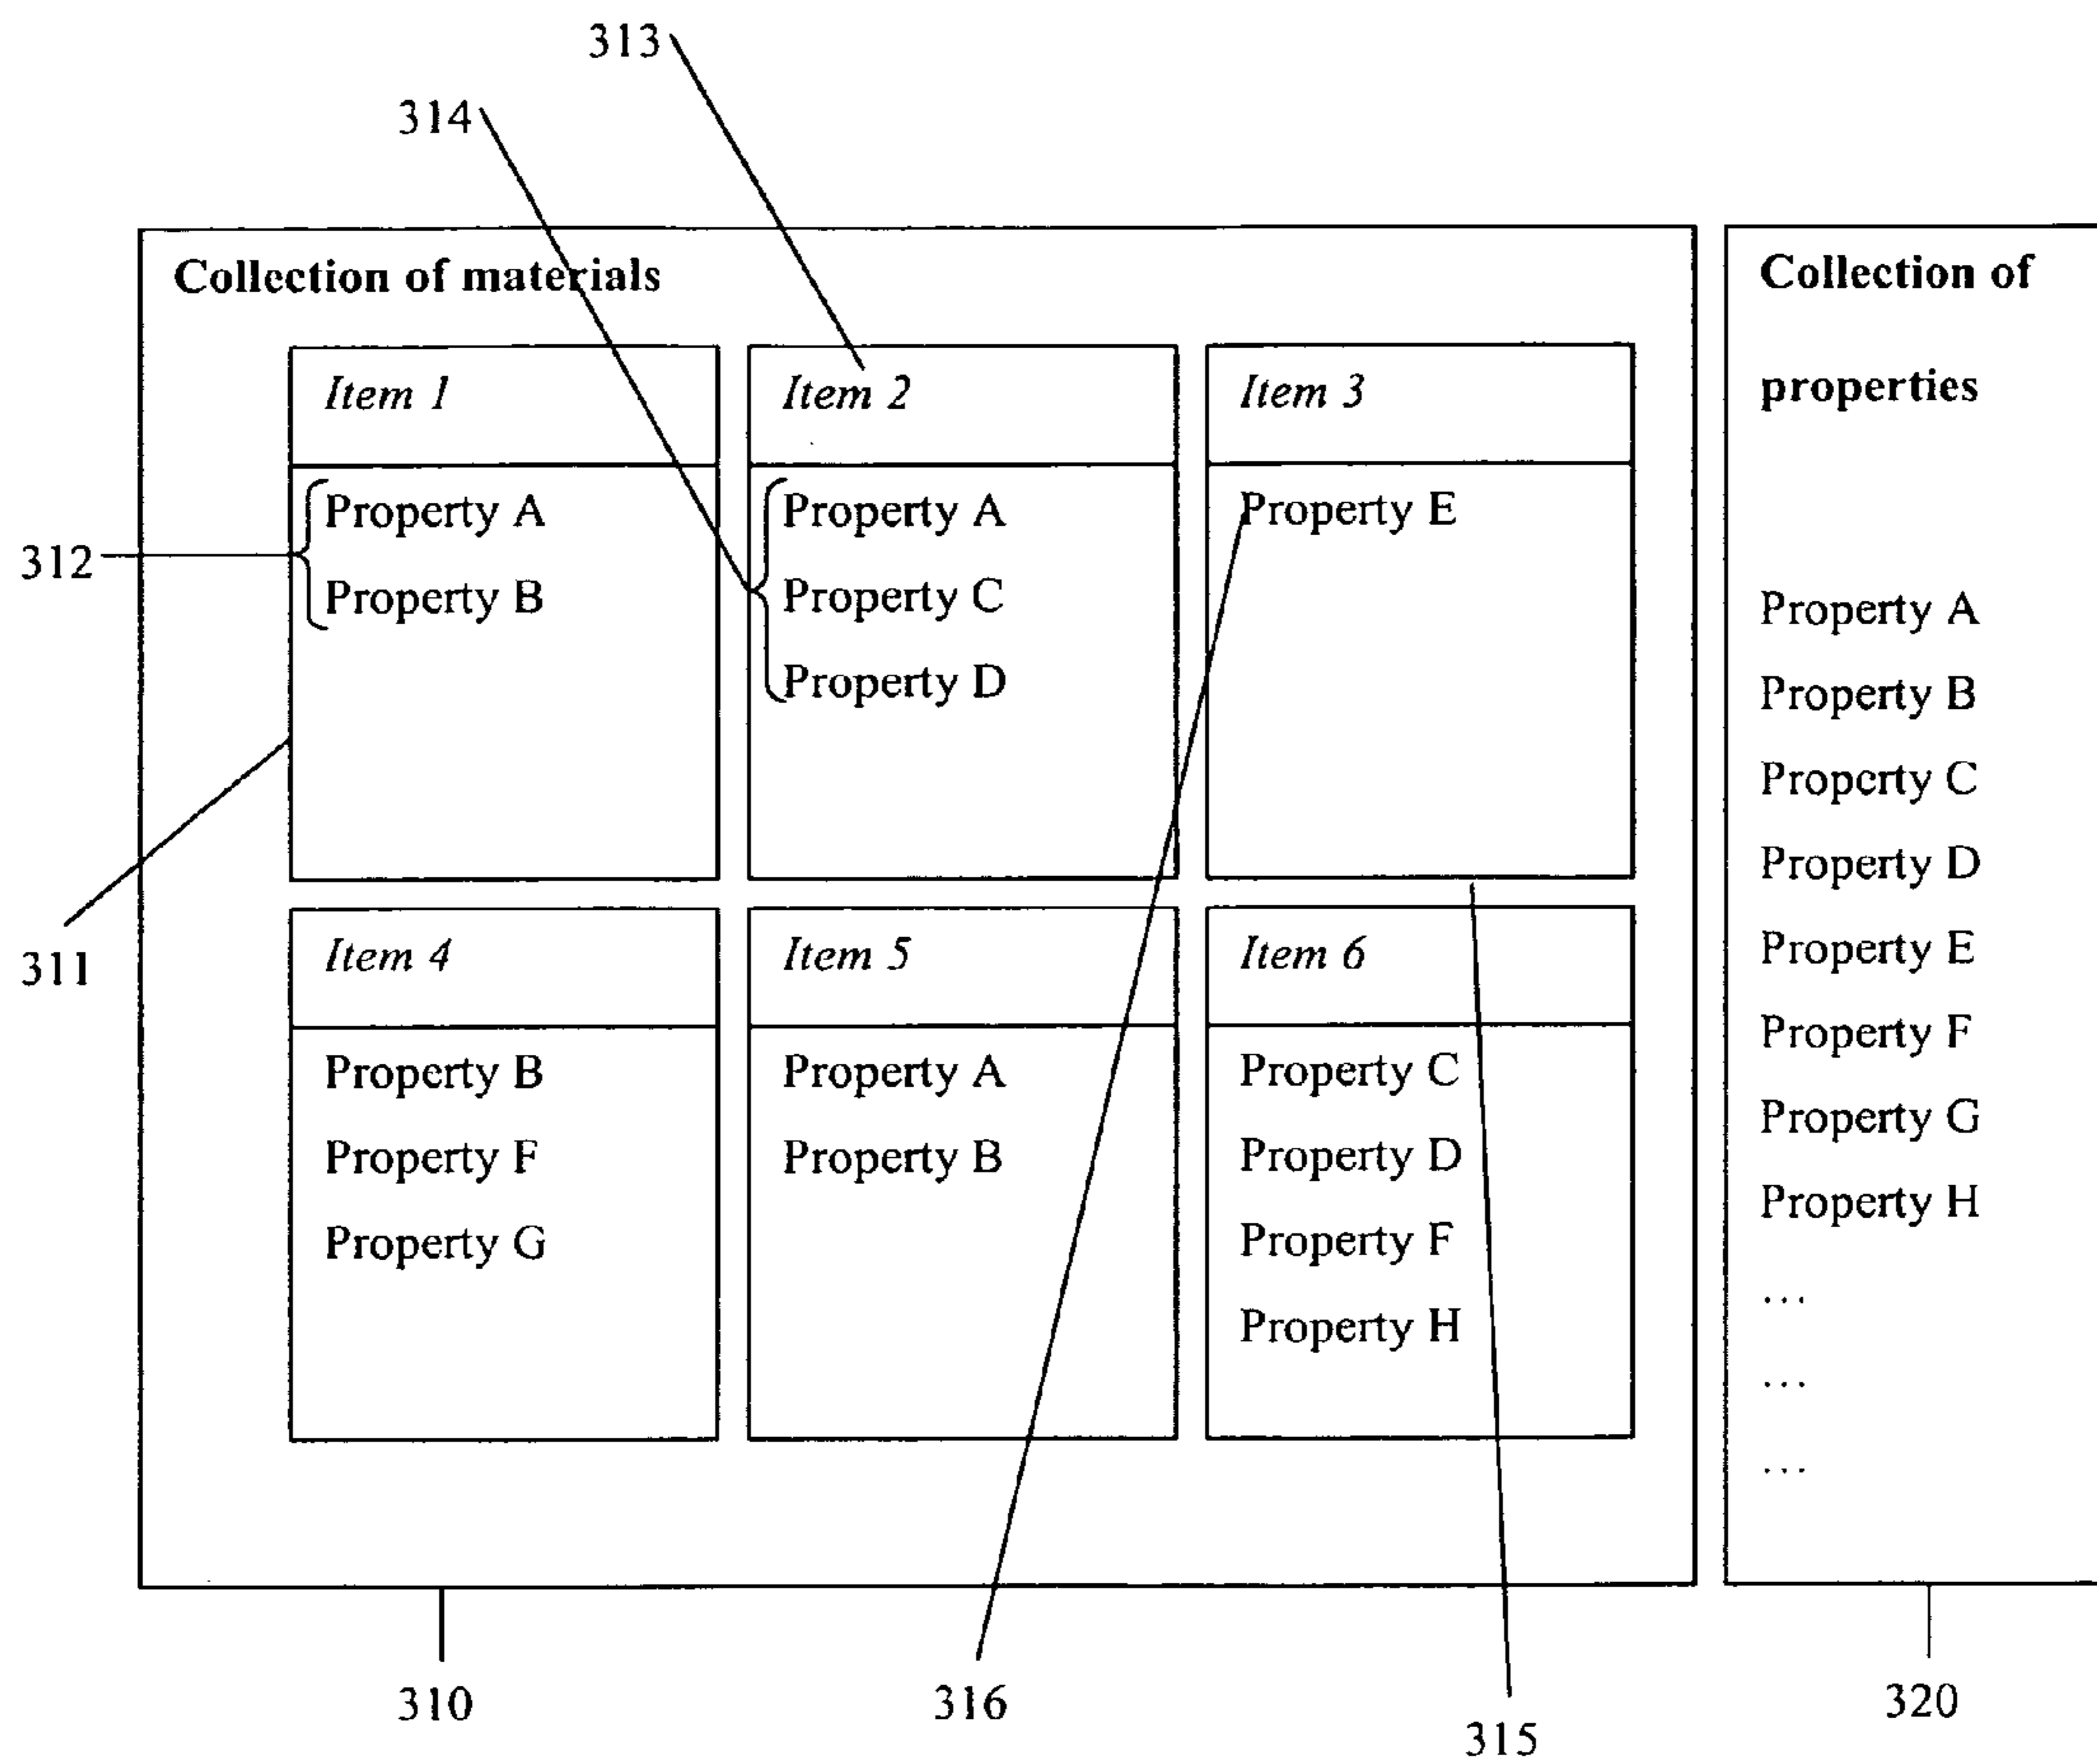 313
314
Collection of materials
Item 1
Property A
Property B
Item 2
Property A
Property C
Property D
Item 3
Property E
312
311
Item 4
Property B
Property F
Property G
Item 5
Property A
Property B
Item 6
Property C
Property D
Property F
Property H
Collection of
properties
Property A
Property B
Property C
Property D
Property E
Property F
Property G
Property H
...
...
...
310
316
315
320